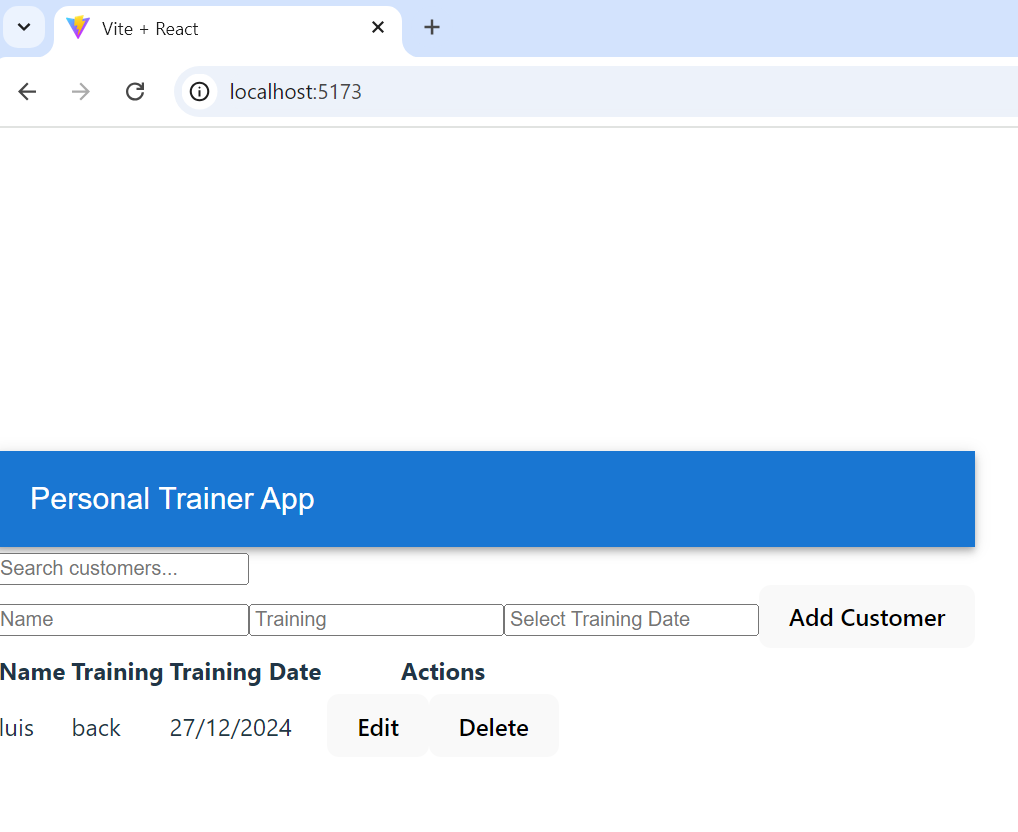 Vite + React
localhost:5173
Personal Trainer App
Search customers...
Name Training Select Training Date Add Customer
Name Training Training Date Actions
luis back 27/12/2024 Edit Delete